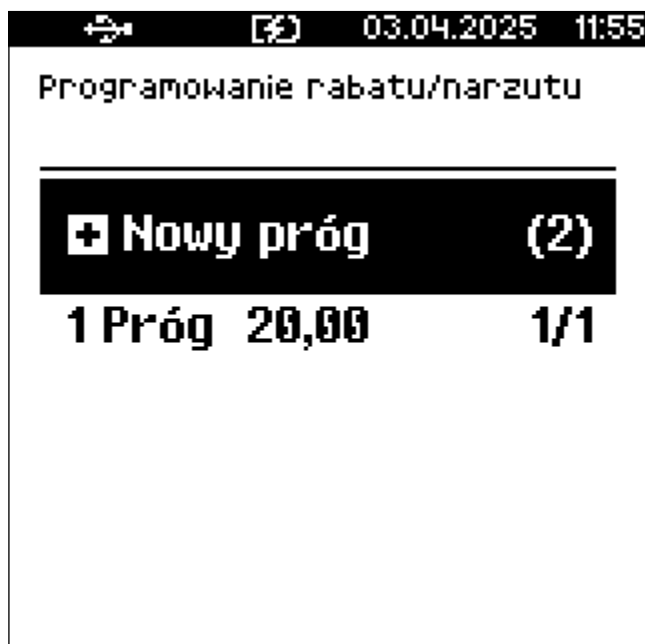 03.04.2025 11:55
Programowanie rabatu/narzutu
Nowy próg (2)
1 Próg 20,00 1/1